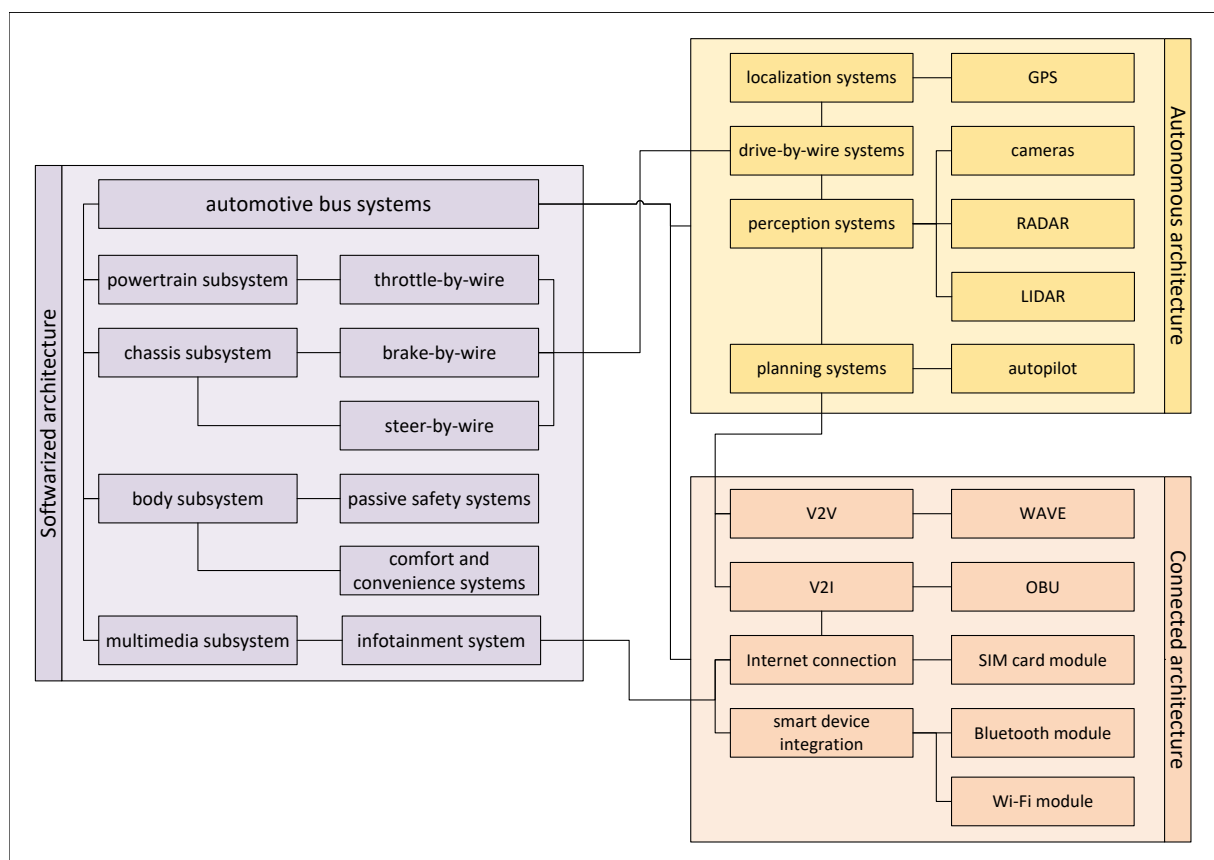 Softwarized architecture
automotive bus systems
powertrain subsystem
throttle-by-wire
chassis subsystem
brake-by-wire
steer-by-wire
body subsystem
passive safety systems
comfort and
convenience systems
multimedia subsystem
infotainment system
Autonomous architecture
localization systems
GPS
drive-by-wire systems
cameras
perception systems
RADAR
LIDAR
planning systems
autopilot
Connected architecture
V2V
WAVE
V2I
OBU
Internet connection
SIM card module
smart device
integration
Bluetooth module
Wi-Fi module